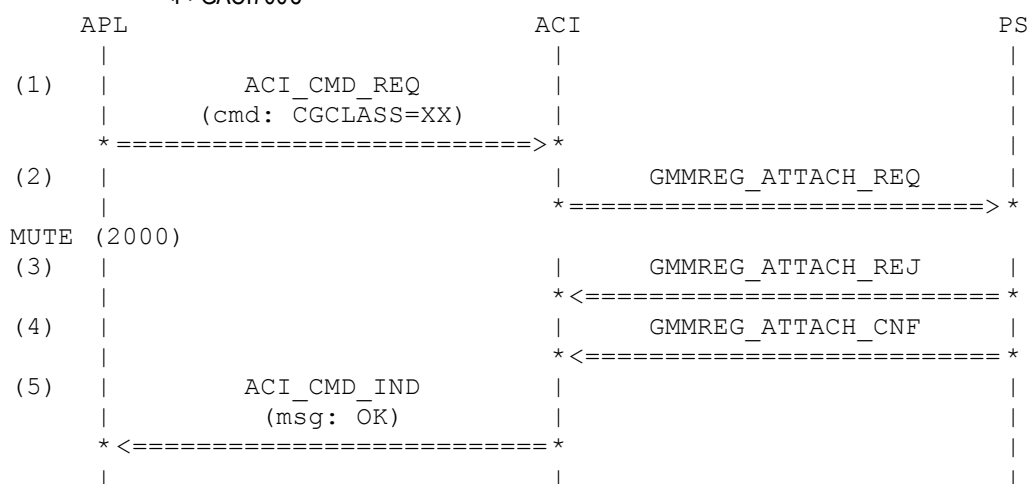 APL ACI PS
| | |
(1) | ACI_CMD_REQ | |
| (cmd: CGCLASS=XX) | |
* ==========================> * |
(2) | | GMMREG_ATTACH_REQ |
| * ==========================> *
MUTE (2000)
(3) | | GMMREG_ATTACH_REJ |
| * <========================== *
(4) | | GMMREG_ATTACH_CNF |
| * <========================== *
(5) | ACI_CMD_IND | |
| (msg: OK) | |
* <========================== * |
| | |